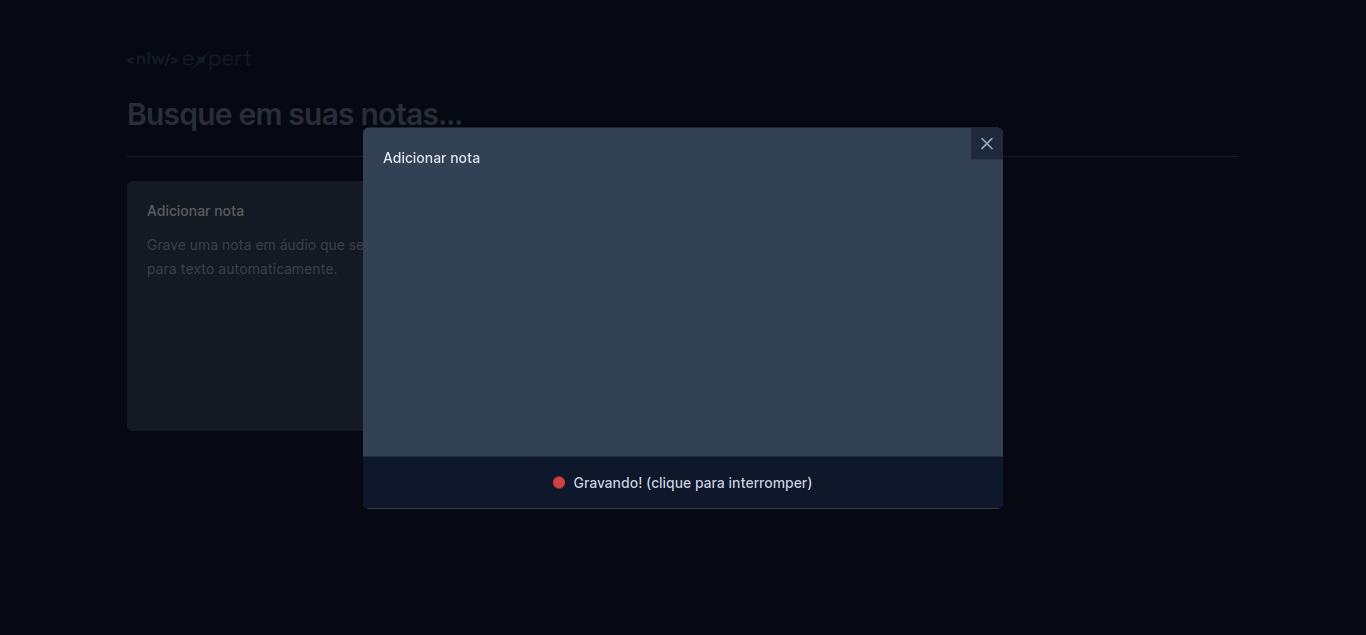 <nlw/> expert
Busque em suas notas...
Adicionar nota
Adicionar nota
Grave uma nota em áudio que se
para texto automaticamente.
Gravando! (clique para interromper)